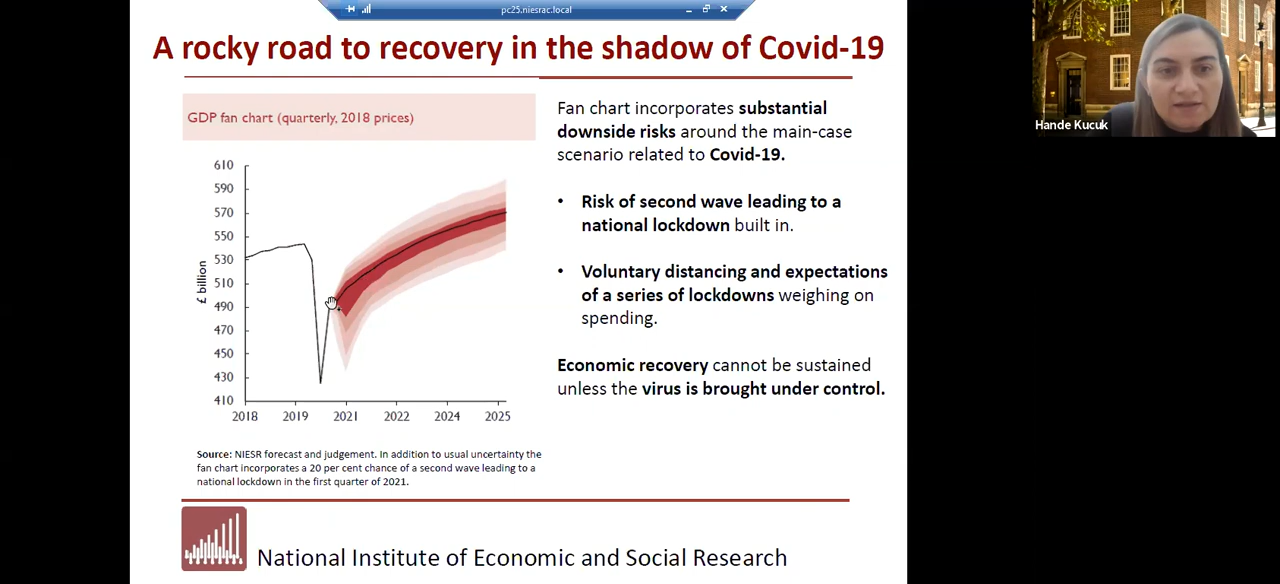 pc25.niesrac.local
A rocky road to recovery in the shadow of Covid-19
GDP fan chart (quarterly, 2018 prices)
610
590
570
550
530
510
490
470
450
430
410
£ billion
2018 2019 2021 2022 2024 2025
Source: NIESR forecast and judgement. In addition to usual uncertainty the
fan chart incorporates a 20 per cent chance of a second wave leading to a
national lockdown in the first quarter of 2021.
Fan chart incorporates substantial
downside risks around the main-case
scenario related to Covid-19.
• Risk of second wave leading to a
national lockdown built in.
• Voluntary distancing and expectations
of a series of lockdowns weighing on
spending.
Economic recovery cannot be sustained
unless the virus is brought under control.
National Institute of Economic and Social Research
Hande Kucuk